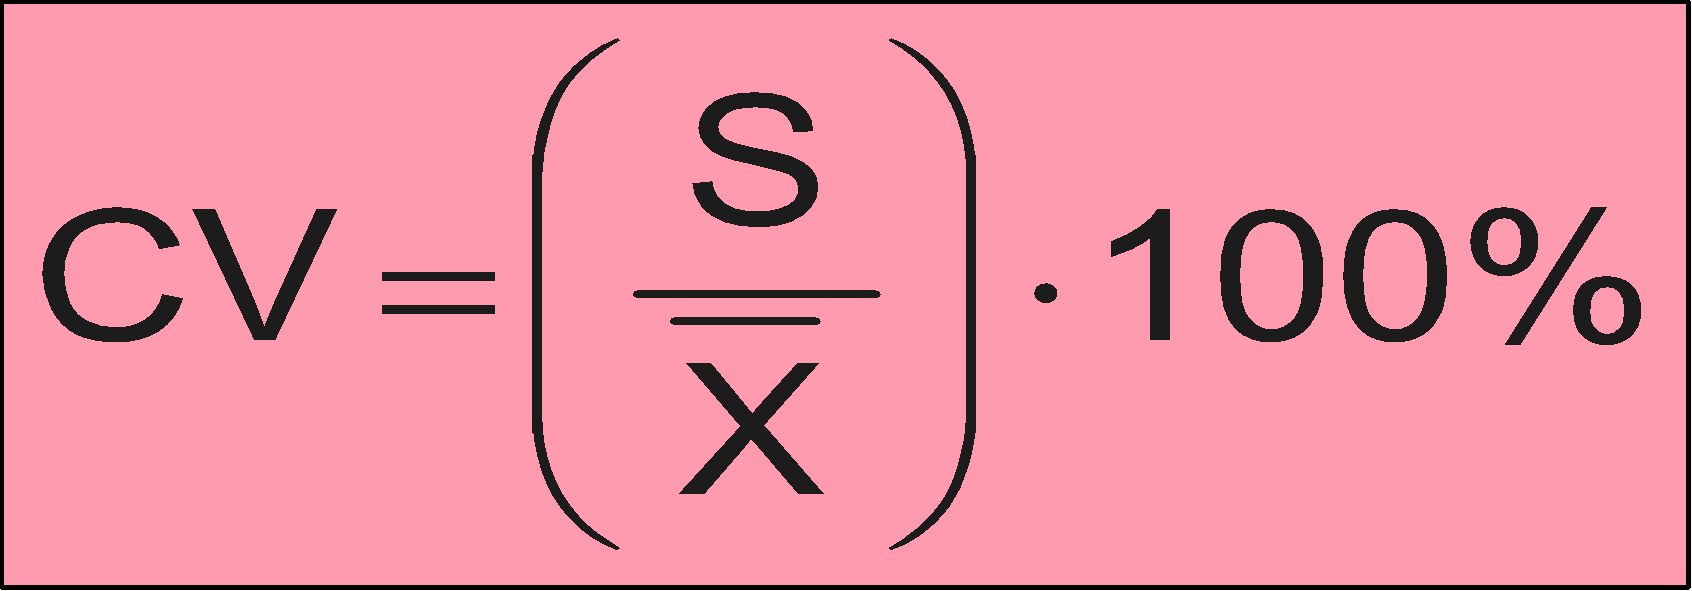 CV = (S / X̅) · 100%